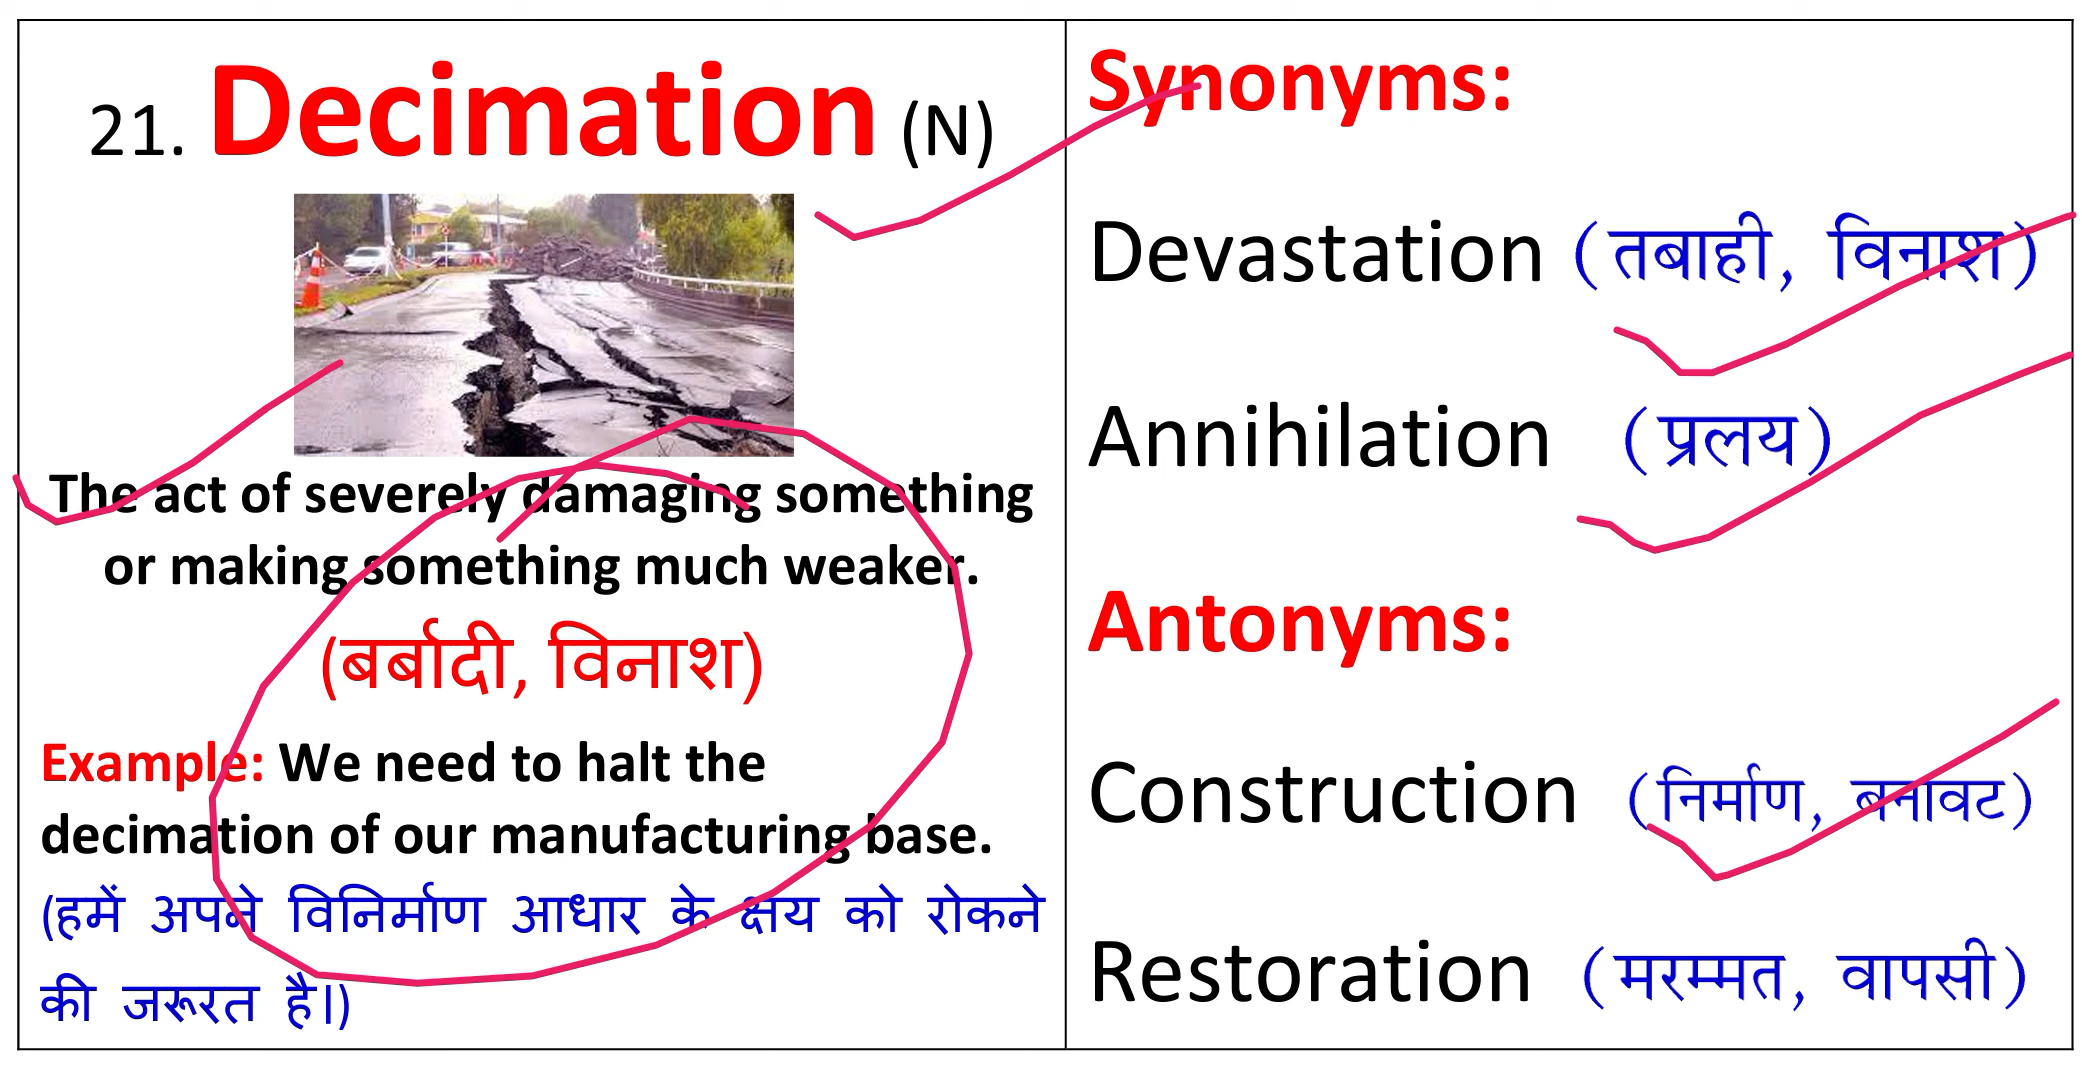 21. Decimation (N)
The act of severely damaging something
or making something much weaker.
(बर्बादी, विनाश)
Example: We need to halt the
decimation of our manufacturing base.
(हमें अपने विनिर्माण आधार के क्षय को रोकने
की जरूरत है।)
Synonyms:
Devastation (तबाही, विनाश)
Annihilation (प्रलय)
Antonyms:
Construction (निर्माण, बनावट)
Restoration (मरम्मत, वापसी)